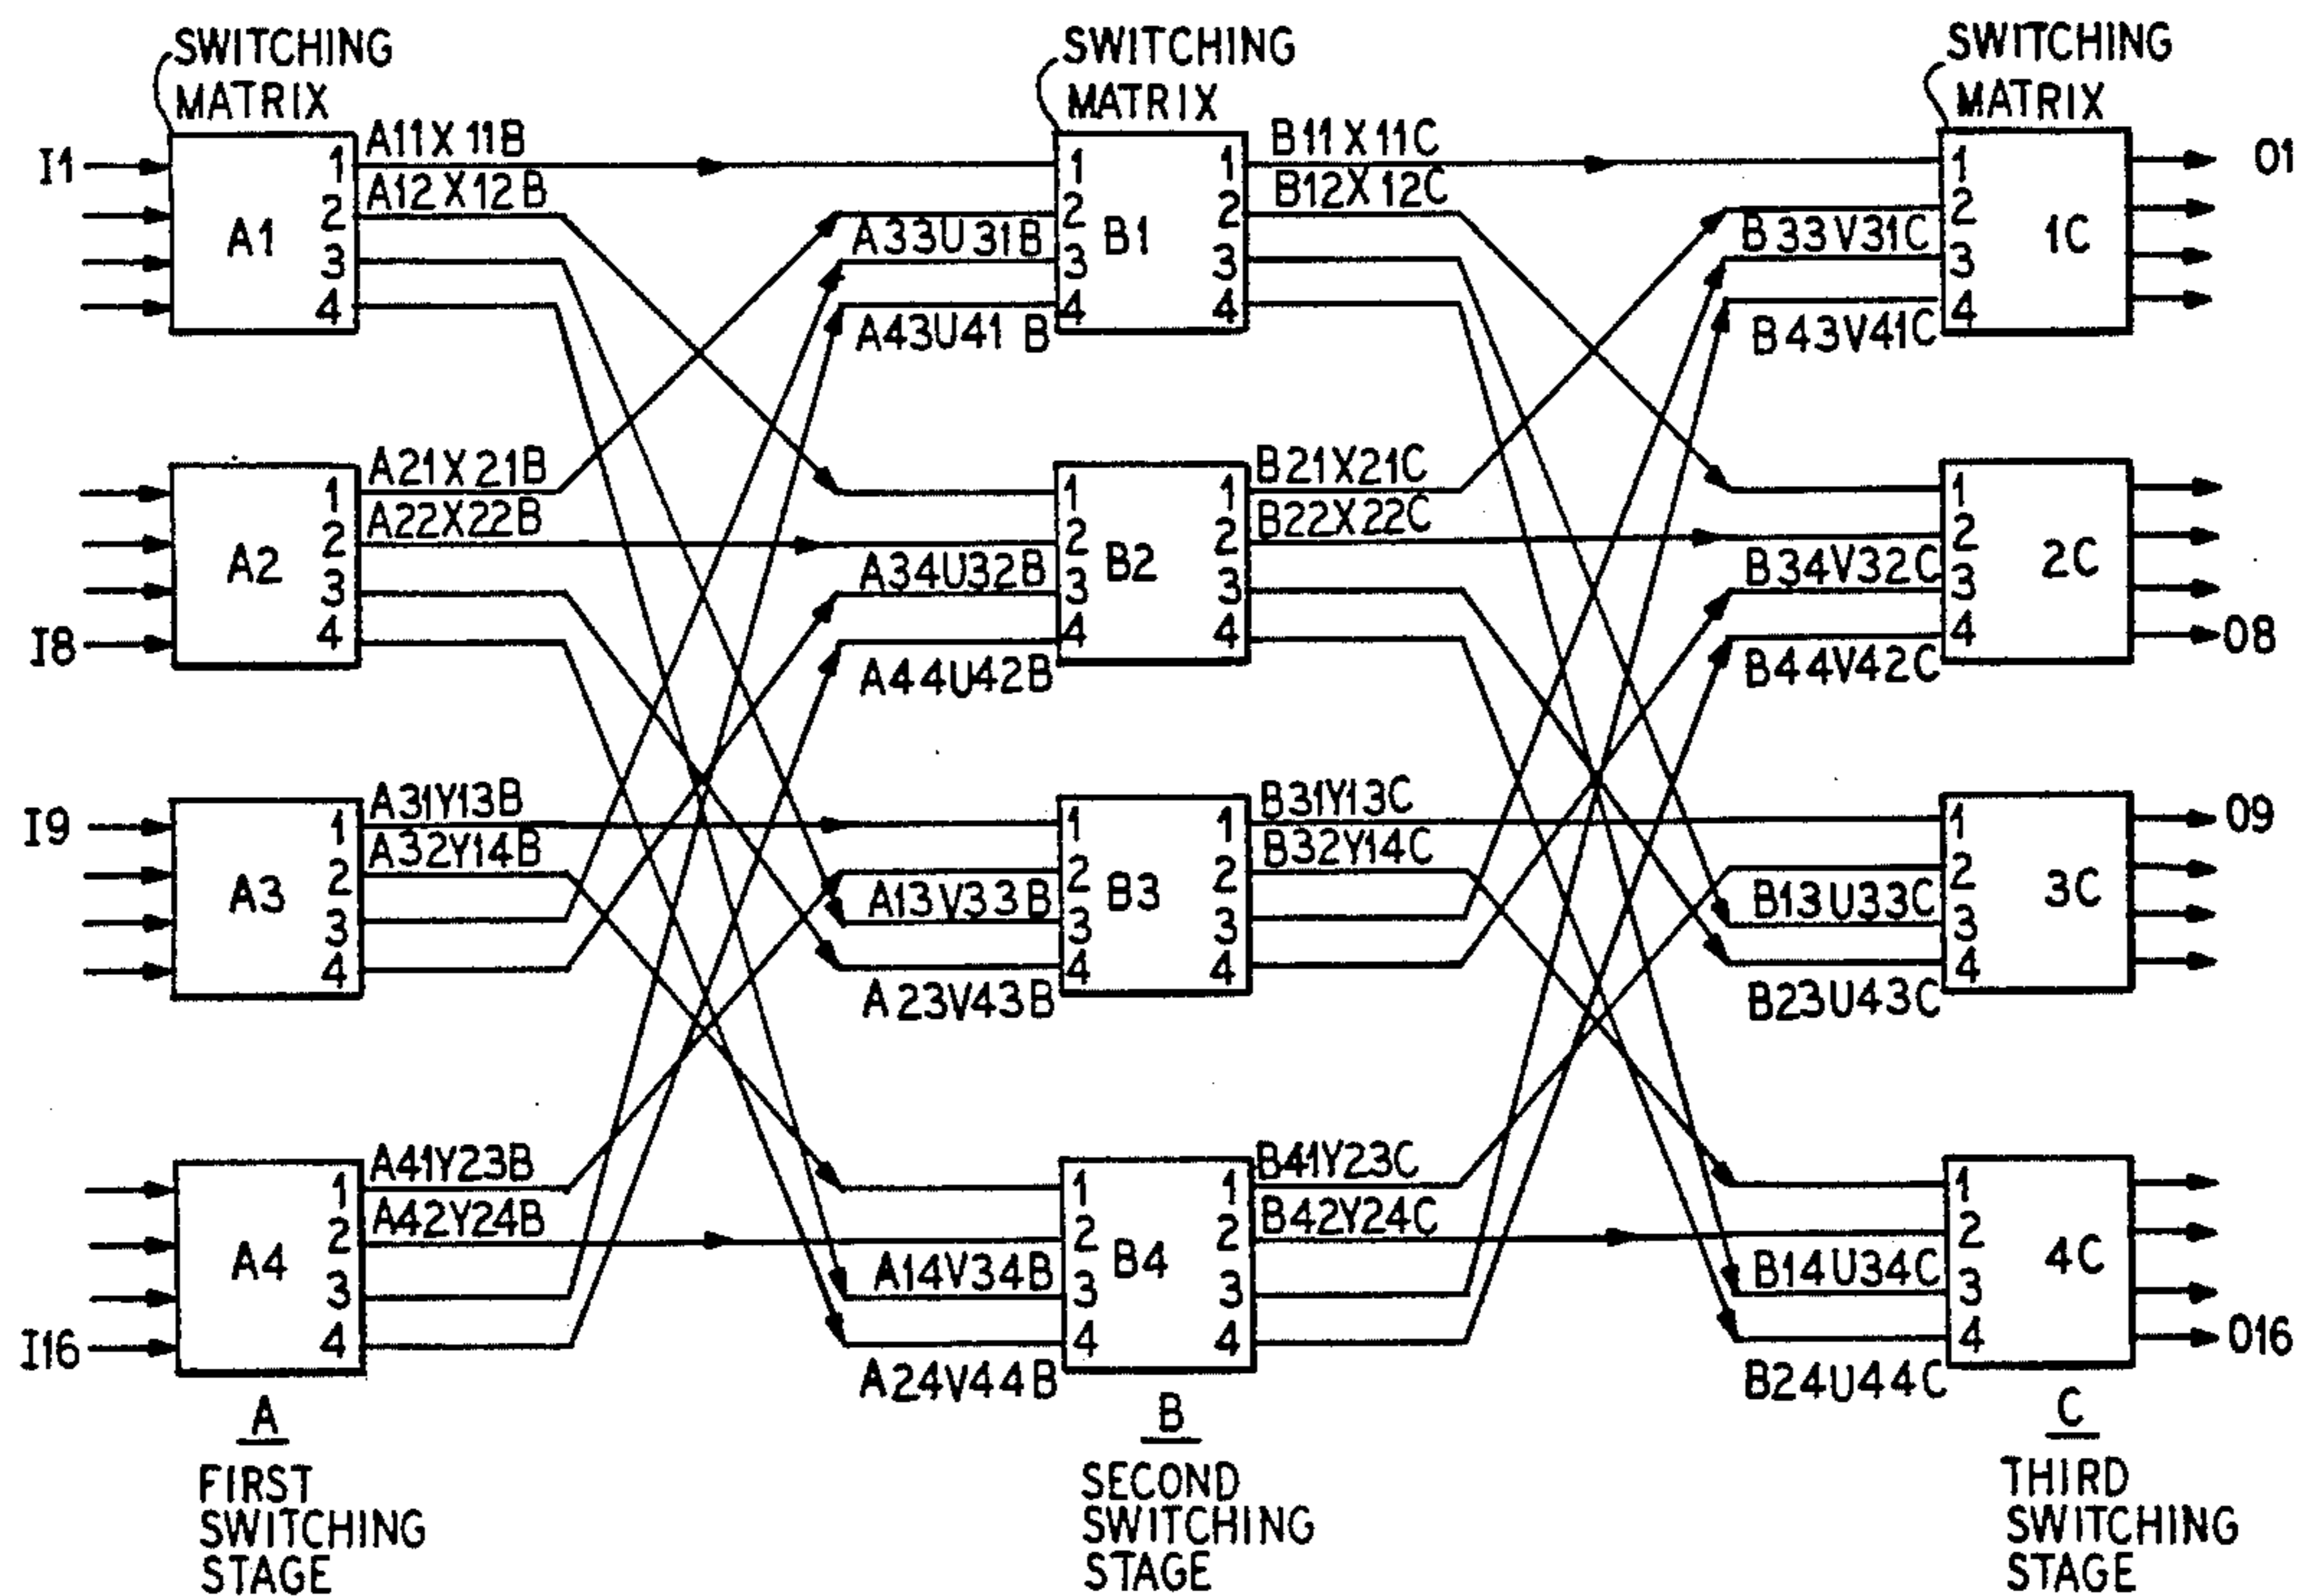 SWITCHING
MATRIX
SWITCHING
MATRIX
SWITCHING
MATRIX
I1
A1
1
2
3
4
A11X11B
A12X12B
A33U31B
A43U41B
1
2
3
4
B1
1
2
3
4
B11X11C
B12X12C
B33V31C
B43V41C
1
2
3
4
1C
O1
I8
A2
1
2
3
4
A21X21B
A22X22B
A34U32B
A44U42B
1
2
3
4
B2
1
2
3
4
B21X21C
B22X22C
B34V32C
B44V42C
1
2
3
4
2C
O8
I9
A3
1
2
3
4
A31Y13B
A32Y14B
A13V33B
A23V43B
1
2
3
4
B3
1
2
3
4
B31Y13C
B32Y14C
B13U33C
B23U43C
1
2
3
4
3C
O9
I16
A4
1
2
3
4
A41Y23B
A42Y24B
A14V34B
A24V44B
1
2
3
4
B4
1
2
3
4
B41Y23C
B42Y24C
B14U34C
B24U44C
1
2
3
4
4C
O16
A
FIRST
SWITCHING
STAGE
B
SECOND
SWITCHING
STAGE
C
THIRD
SWITCHING
STAGE